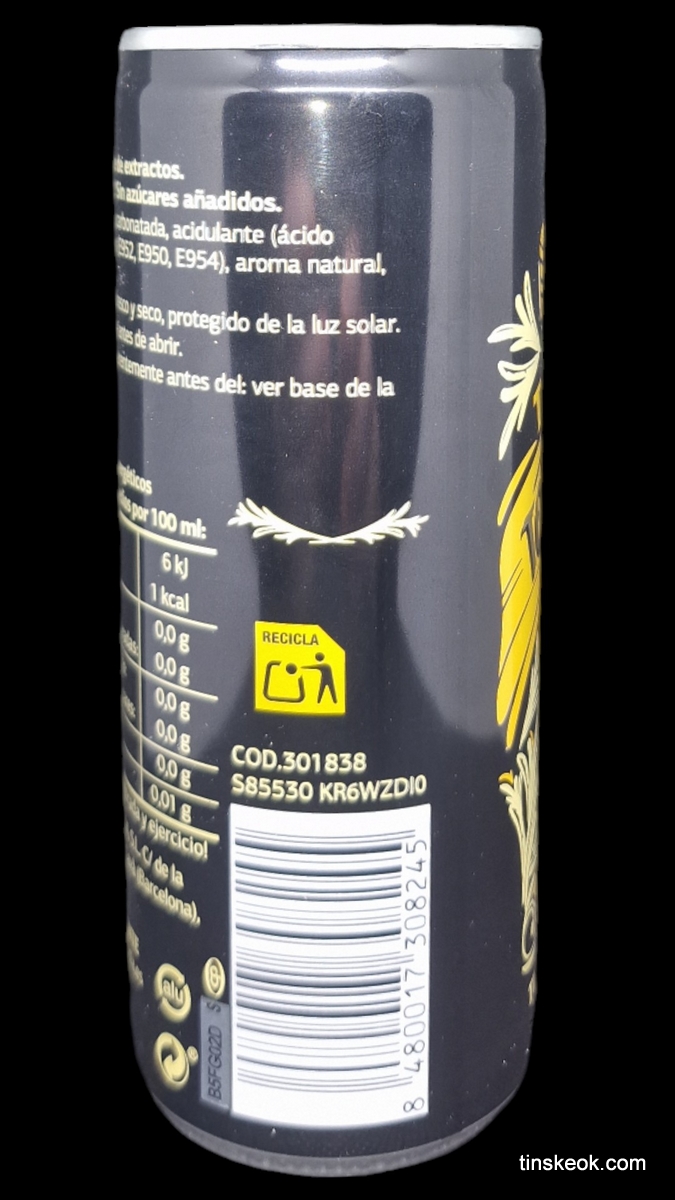 de extractos.
Sin azúcares añadidos.
carbonatada, acidulante (ácido
E952, E950, E954), aroma natural,
y seco, protegido de la luz solar.
antes de abrir.
antes del: ver base de la
por 100 ml:
6 kJ
1 kcal
0,0 g
0,0 g
0,0 g
0,0 g
0,0 g
0,01 g
y ejercicio!
C/ de la
(Barcelona),
RECICLA
COD.301838
S85530 KR6WZDI0
alu
B5FG02D S
8 480017 308245
tinskeok.com